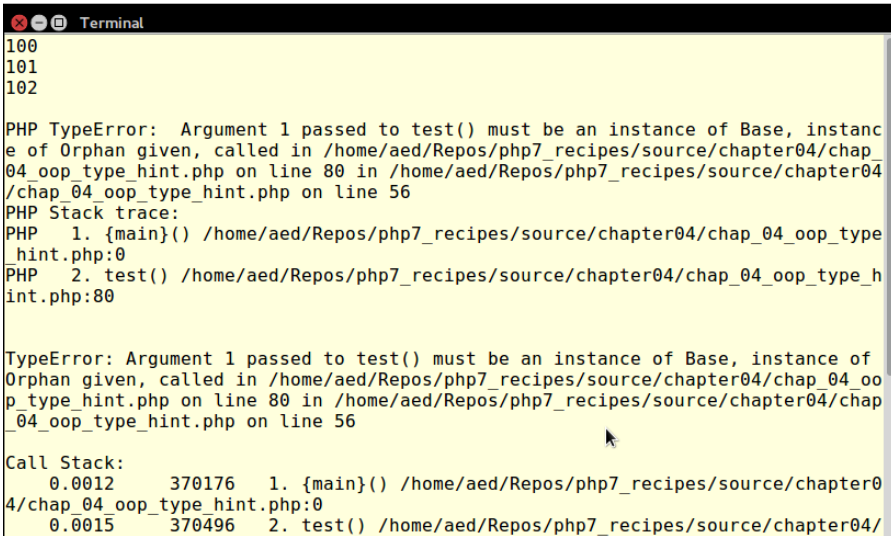 Terminal
100
101
102
PHP TypeError:  Argument 1 passed to test() must be an instance of Base, instanc
e of Orphan given, called in /home/aed/Repos/php7_recipes/source/chapter04/chap_
04_oop_type_hint.php on line 80 in /home/aed/Repos/php7_recipes/source/chapter04
/chap_04_oop_type_hint.php on line 56
PHP Stack trace:
PHP   1. {main}() /home/aed/Repos/php7_recipes/source/chapter04/chap_04_oop_type
_hint.php:0
PHP   2. test() /home/aed/Repos/php7_recipes/source/chapter04/chap_04_oop_type_h
int.php:80
TypeError: Argument 1 passed to test() must be an instance of Base, instance of
Orphan given, called in /home/aed/Repos/php7_recipes/source/chapter04/chap_04_oo
p_type_hint.php on line 80 in /home/aed/Repos/php7_recipes/source/chapter04/chap
_04_oop_type_hint.php on line 56
Call Stack:
    0.0012     370176   1. {main}() /home/aed/Repos/php7_recipes/source/chapter0
4/chap_04_oop_type_hint.php:0
    0.0015     370496   2. test() /home/aed/Repos/php7_recipes/source/chapter04/